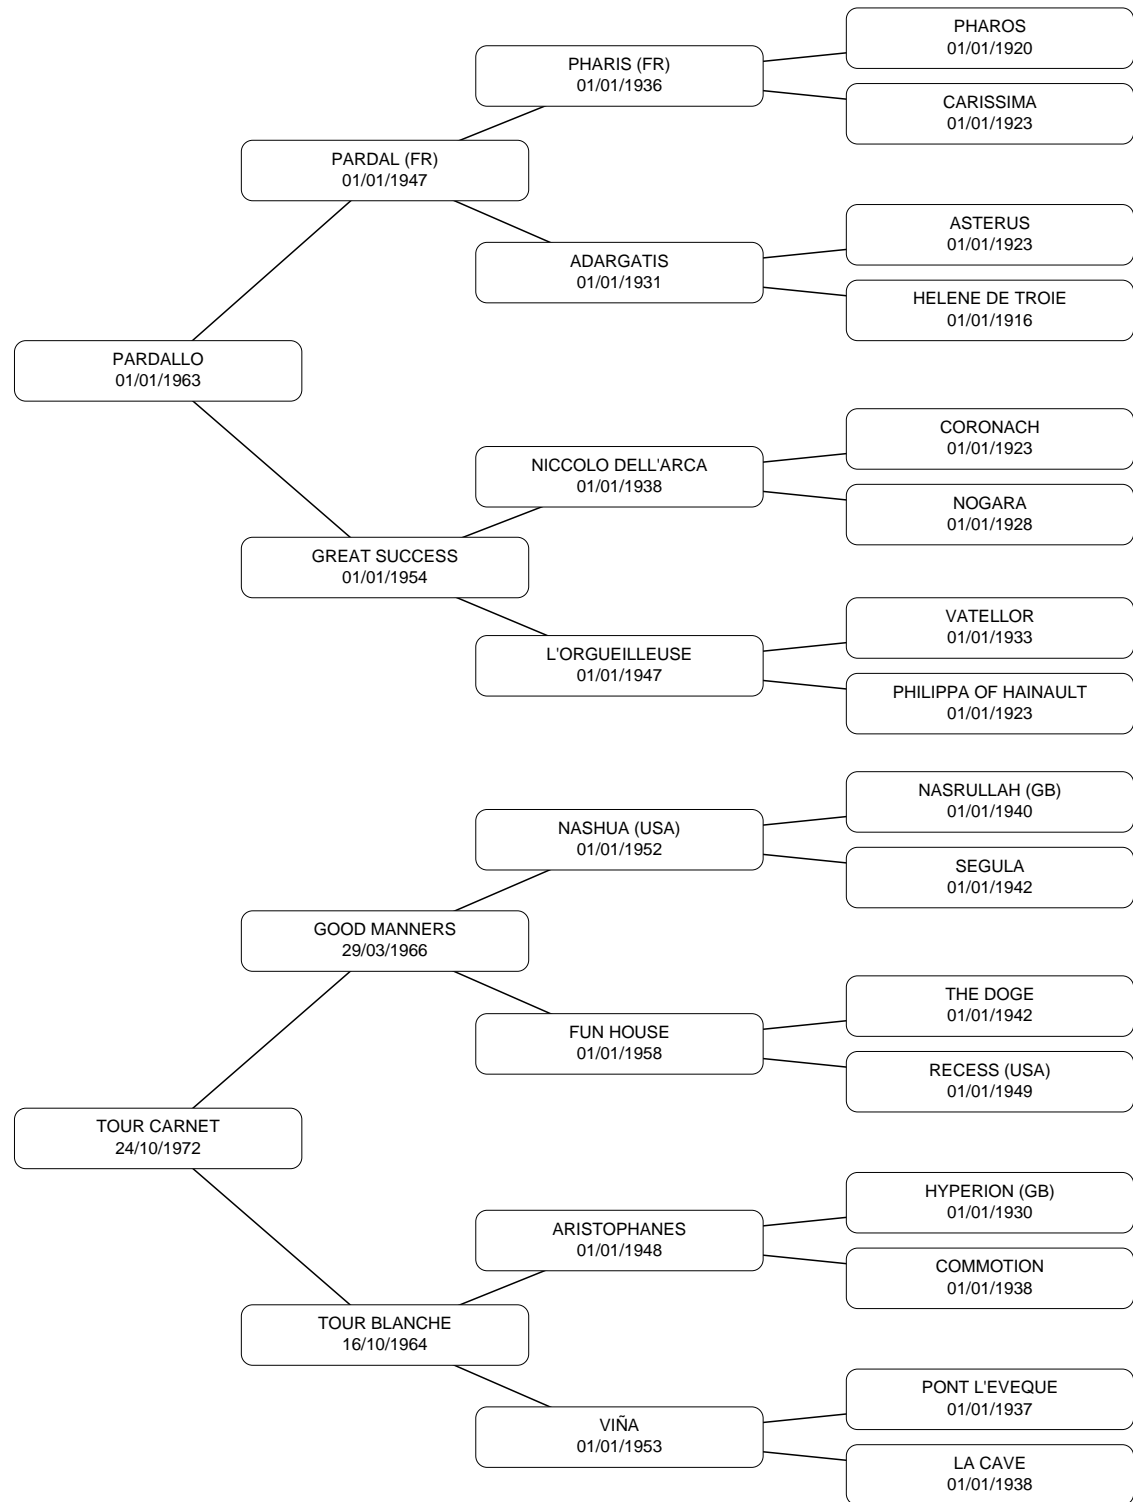 PHAROS
01/01/1920
PHARIS (FR)
01/01/1936
CARISSIMA
01/01/1923
PARDAL (FR)
01/01/1947
ASTERUS
01/01/1923
ADARGATIS
01/01/1931
HELENE DE TROIE
01/01/1916
PARDALLO
01/01/1963
CORONACH
01/01/1923
NICCOLO DELL'ARCA
01/01/1938
NOGARA
01/01/1928
GREAT SUCCESS
01/01/1954
VATELLOR
01/01/1933
L'ORGUEILLEUSE
01/01/1947
PHILIPPA OF HAINAULT
01/01/1923
NASRULLAH (GB)
01/01/1940
NASHUA (USA)
01/01/1952
SEGULA
01/01/1942
GOOD MANNERS
29/03/1966
THE DOGE
01/01/1942
FUN HOUSE
01/01/1958
RECESS (USA)
01/01/1949
TOUR CARNET
24/10/1972
HYPERION (GB)
01/01/1930
ARISTOPHANES
01/01/1948
COMMOTION
01/01/1938
TOUR BLANCHE
16/10/1964
PONT L'EVEQUE
01/01/1937
VIÑA
01/01/1953
LA CAVE
01/01/1938